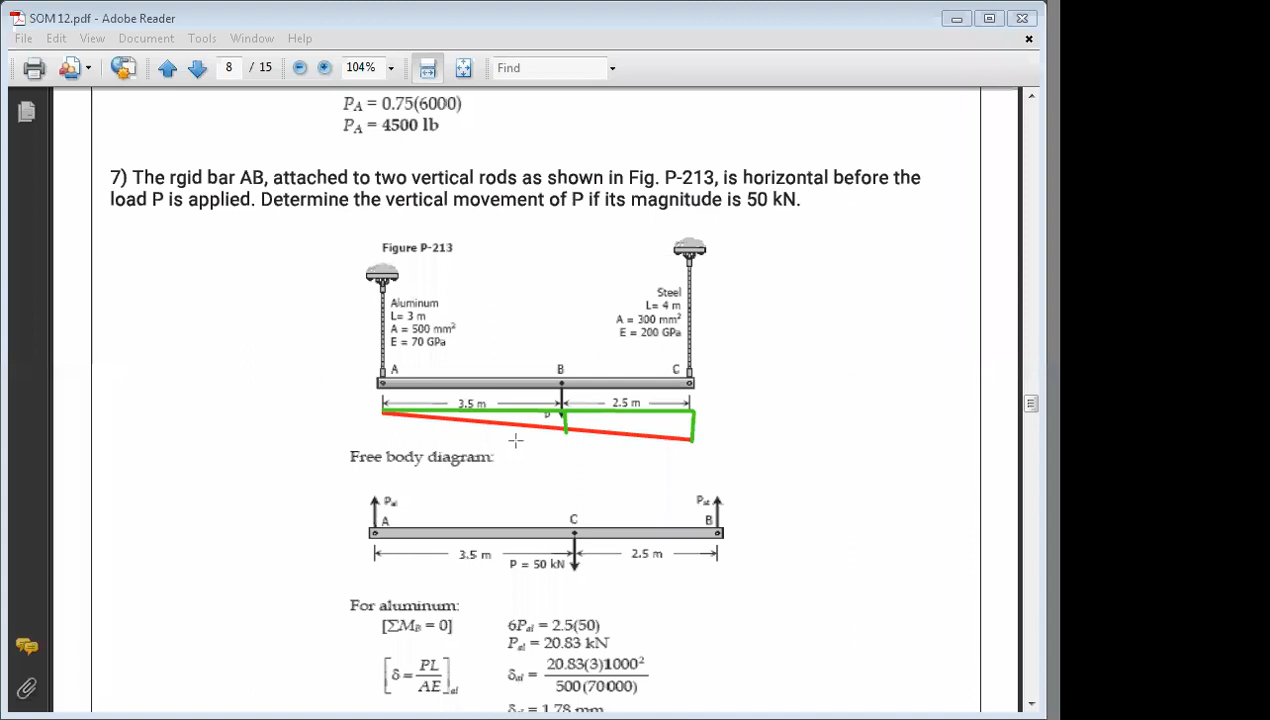 SOM 12.pdf - Adobe Reader
File Edit View Document Tools Window Help
8 / 15 104% Find
PA = 0.75(6000)
PA = 4500 lb
7) The rgid bar AB, attached to two vertical rods as shown in Fig. P-213, is horizontal before the
load P is applied. Determine the vertical movement of P if its magnitude is 50 kN.
Figure P-213
Aluminum
L= 3 m
A = 500 mm²
E = 70 GPa
Steel
L= 4 m
A = 300 mm²
E = 200 GPa
A B C
3.5 m 2.5 m
P
Free body diagram:
Pal Pst
A C B
3.5 m 2.5 m
P = 50 kN
For aluminum:
[ΣMB = 0] 6Pal = 2.5(50)
Pal = 20.83 kN
[δ = PL/AE]al δal = 20.83(3)1000²/500(70000)
δal = 1.78 mm